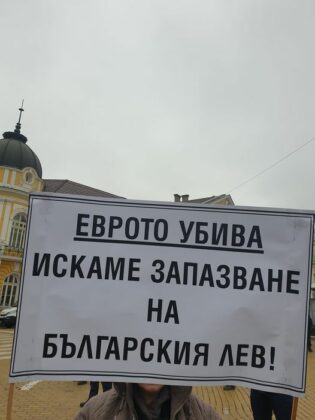 ЕВРОТО УБИВА
ИСКАМЕ ЗАПАЗВАНЕ
НА
БЪЛГАРСКИЯ ЛЕВ!